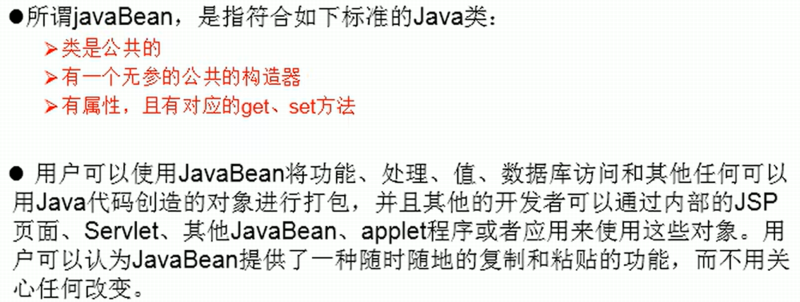 ●所谓javaBean，是指符合如下标准的Java类：
➢类是公共的
➢有一个无参的公共的构造器
➢有属性，且有对应的get、set方法
● 用户可以使用JavaBean将功能、处理、值、数据库访问和其他任何可以
用Java代码创造的对象进行打包，并且其他的开发者可以通过内部的JSP
页面、Servlet、其他JavaBean、applet程序或者应用来使用这些对象。用
户可以认为JavaBean提供了一种随时随地的复制和粘贴的功能，而不用关
心任何改变。